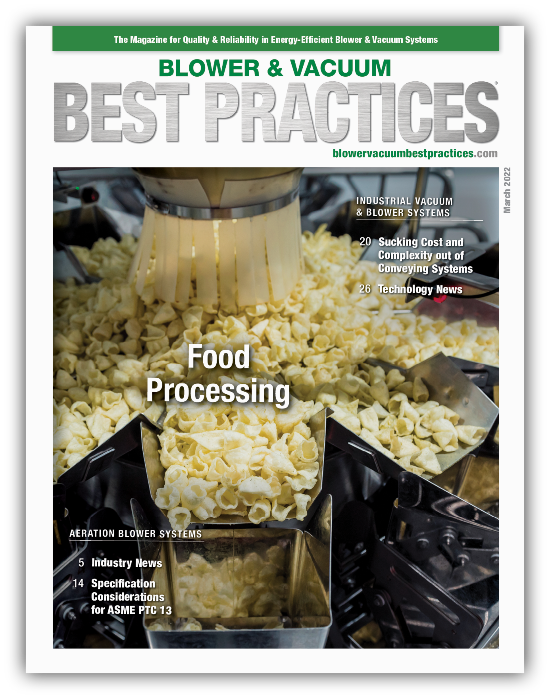 The Magazine for Quality & Reliability in Energy-Efficient Blower & Vacuum Systems
BLOWER & VACUUM
BEST PRACTICES
blowervacuumbestpractices.com
March 2022
INDUSTRIAL VACUUM
& BLOWER SYSTEMS
20 Sucking Cost and
Complexity out of
Conveying Systems
26 Technology News
Food
Processing
AERATION BLOWER SYSTEMS
5 Industry News
14 Specification
Considerations
for ASME PTC 13